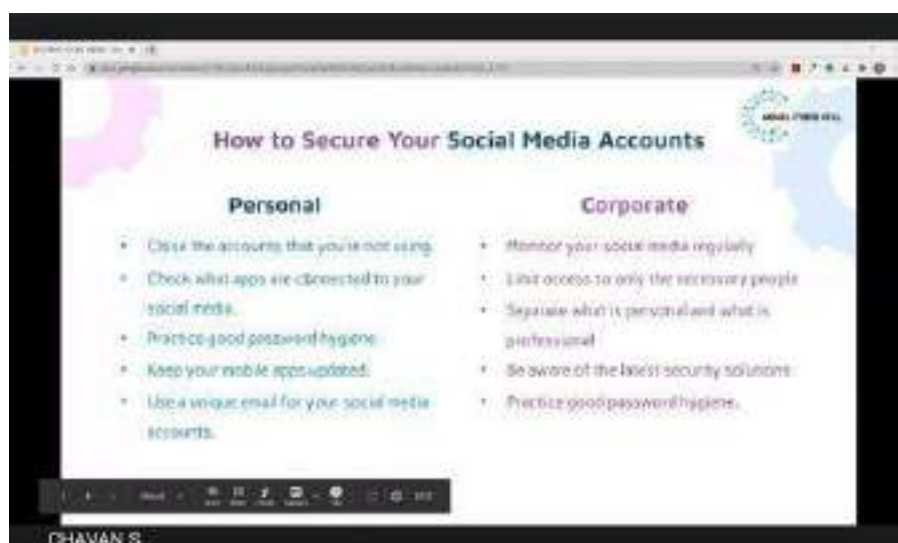 How to Secure Your Social Media Accounts
Personal
• Close the accounts that you're not using.
• Check what apps are connected to your
social media.
• Practice good password hygiene.
• Keep your mobile apps updated.
• Use a unique email for your social media
accounts.
Corporate
• Monitor your social media regularly
• Limit access to only the necessary people
• Separate what is personal and what is
professional
• Be aware of the latest security solutions
• Practice good password hygiene.
CHAVAN S